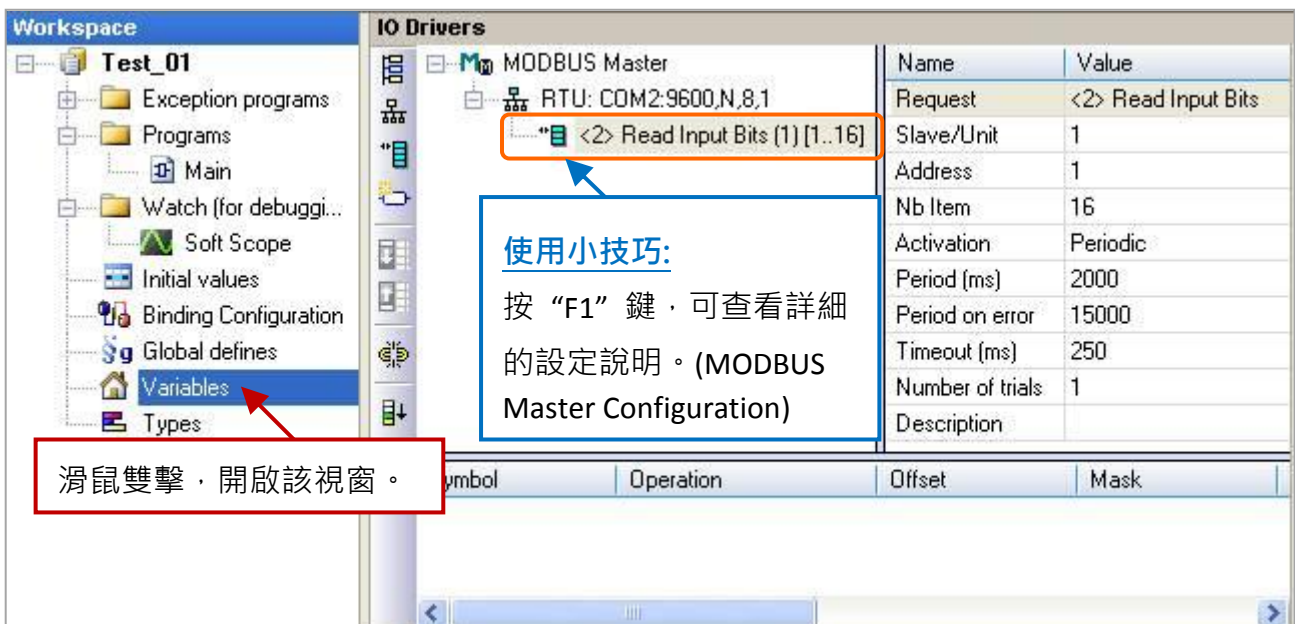 Workspace
Test_01
Exception programs
Programs
Main
Watch (for debuggi...
Soft Scope
Initial values
Binding Configuration
Global defines
Variables
Types
滑鼠雙擊，開啟該視窗。
IO Drivers
MODBUS Master
RTU: COM2:9600,N,8,1
<2> Read Input Bits (1) [1..16]
使用小技巧:
按 “F1” 鍵，可查看詳細
的設定說明。(MODBUS
Master Configuration)
Name Value
Request <2> Read Input Bits
Slave/Unit 1
Address 1
Nb Item 16
Activation Periodic
Period (ms) 2000
Period on error 15000
Timeout (ms) 250
Number of trials 1
Description
ymbol Operation Offset Mask